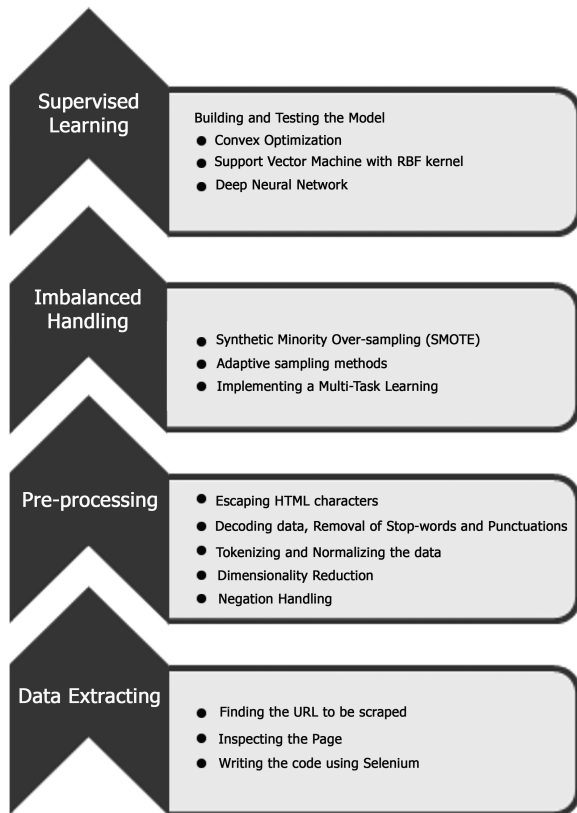 Supervised
Learning
Building and Testing the Model
Convex Optimization
Support Vector Machine with RBF kernel
Deep Neural Network
Imbalanced
Handling
Synthetic Minority Over-sampling (SMOTE)
Adaptive sampling methods
Implementing a Multi-Task Learning
Pre-processing
Escaping HTML characters
Decoding data, Removal of Stop-words and Punctuations
Tokenizing and Normalizing the data
Dimensionality Reduction
Negation Handling
Data Extracting
Finding the URL to be scraped
Inspecting the Page
Writing the code using Selenium